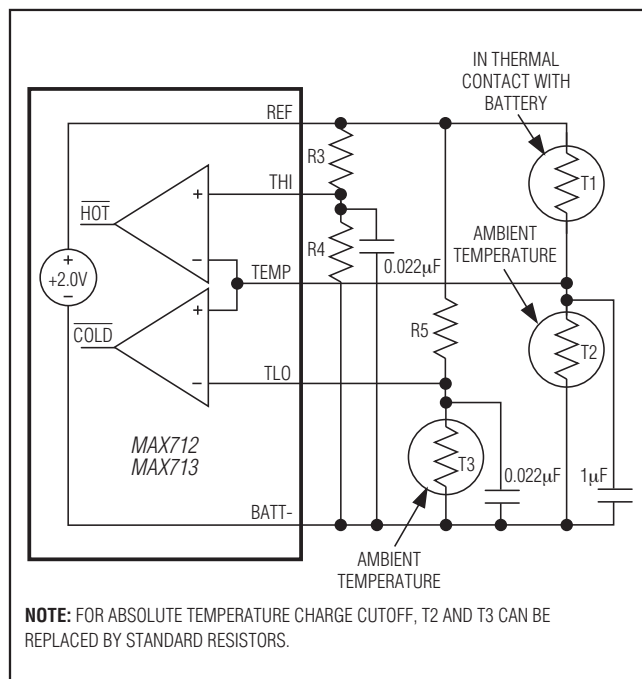 IN THERMAL
CONTACT WITH
BATTERY
REF
R3
T1
THI
+
HOT
R4
AMBIENT
TEMPERATURE
−
0.022µF
+
+2.0V
−
TEMP
+
R5
COLD
T2
−
TLO
MAX712
MAX713
T3
0.022µF
1µF
BATT-
AMBIENT
TEMPERATURE
NOTE: FOR ABSOLUTE TEMPERATURE CHARGE CUTOFF, T2 AND T3 CAN BE
REPLACED BY STANDARD RESISTORS.